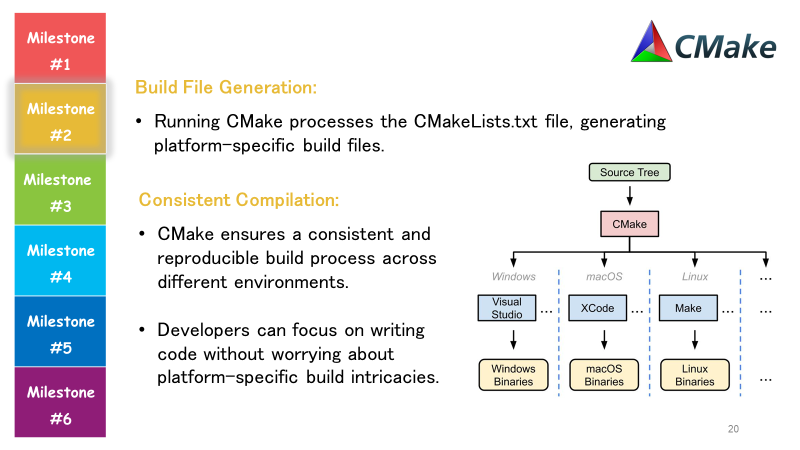 Milestone
#1
Milestone
#2
Milestone
#3
Milestone
#4
Milestone
#5
Milestone
#6
CMake
Build File Generation:
• Running CMake processes the CMakeLists.txt file, generating
platform-specific build files.
Consistent Compilation:
• CMake ensures a consistent and
reproducible build process across
different environments.
• Developers can focus on writing
code without worrying about
platform-specific build intricacies.
Source Tree
CMake
Windows macOS Linux ...
Visual
Studio ... XCode ... Make ... ...
Windows
Binaries
macOS
Binaries
Linux
Binaries
...
20